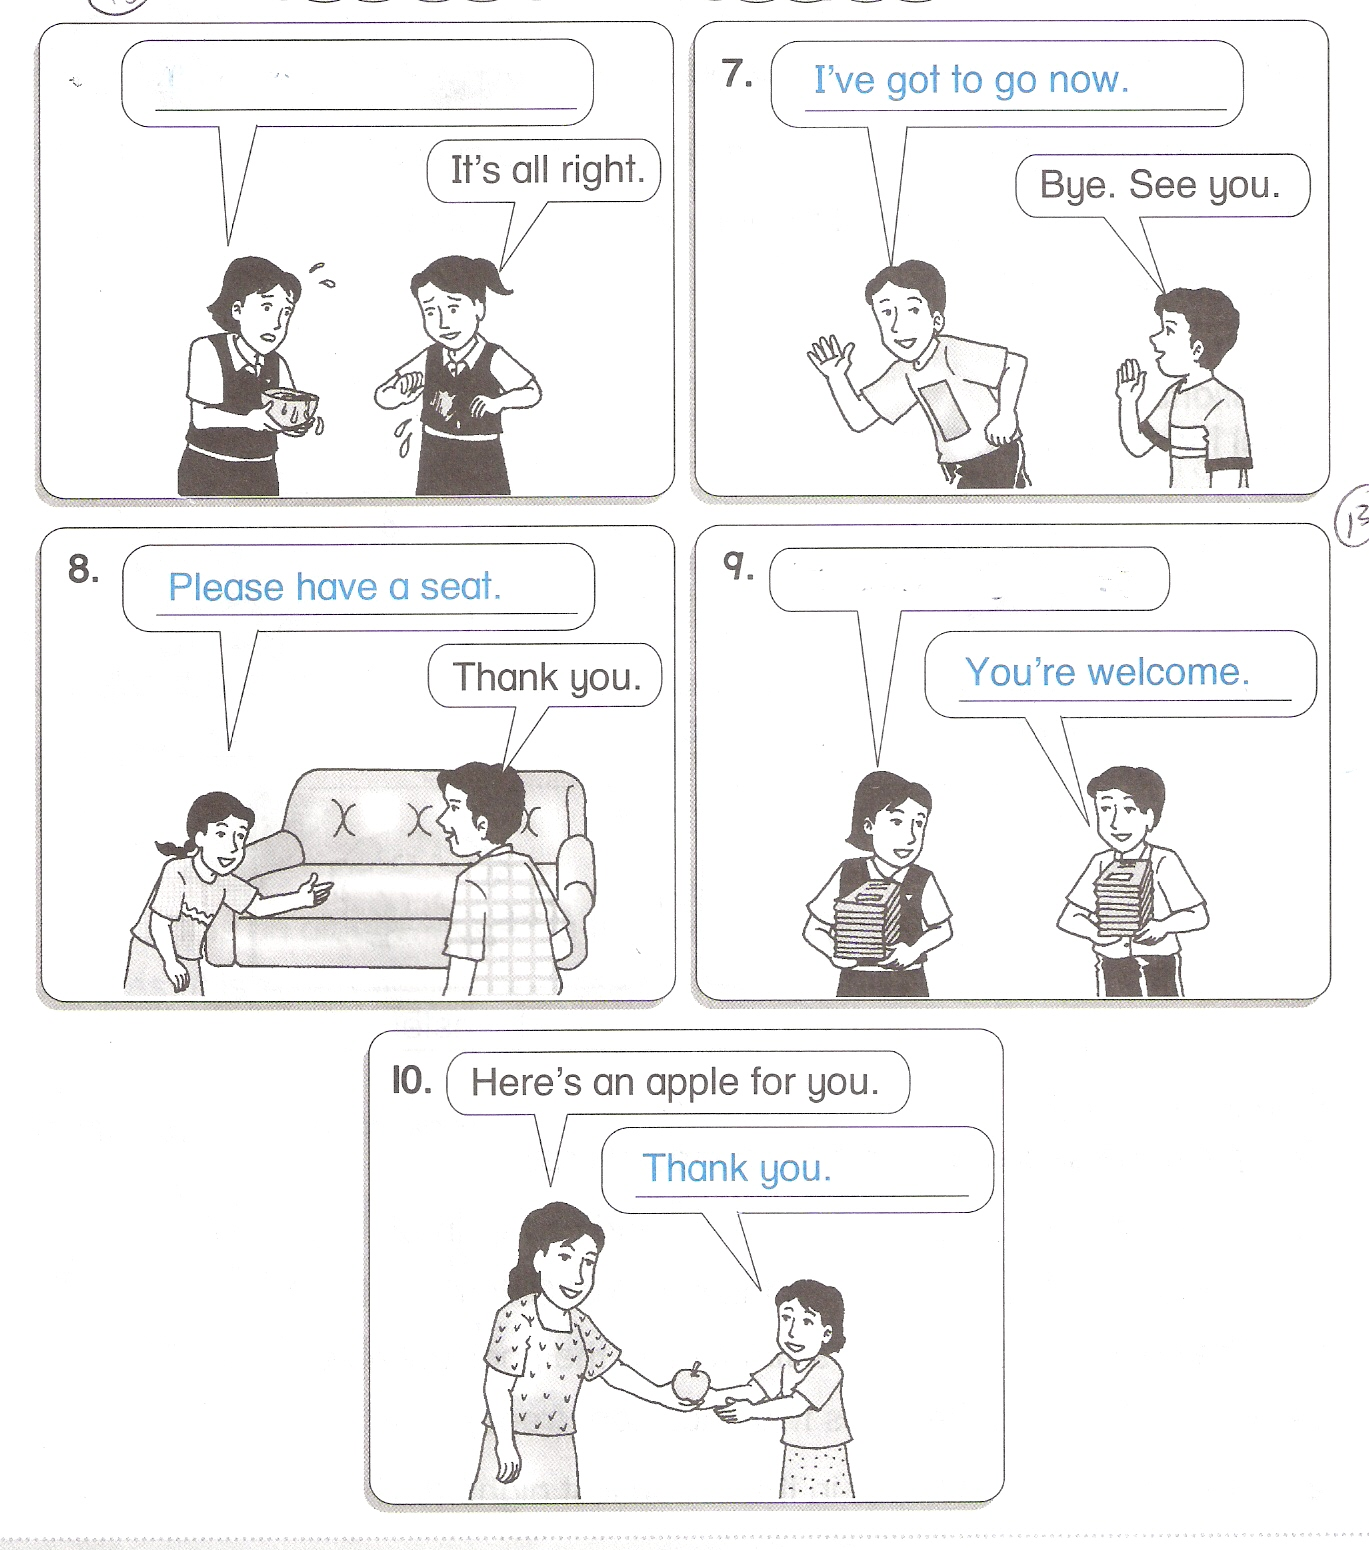 It's all right.
7.
I've got to go now.
Bye. See you.
8.
Please have a seat.
Thank you.
9.
You're welcome.
10.
Here's an apple for you.
Thank you.
13